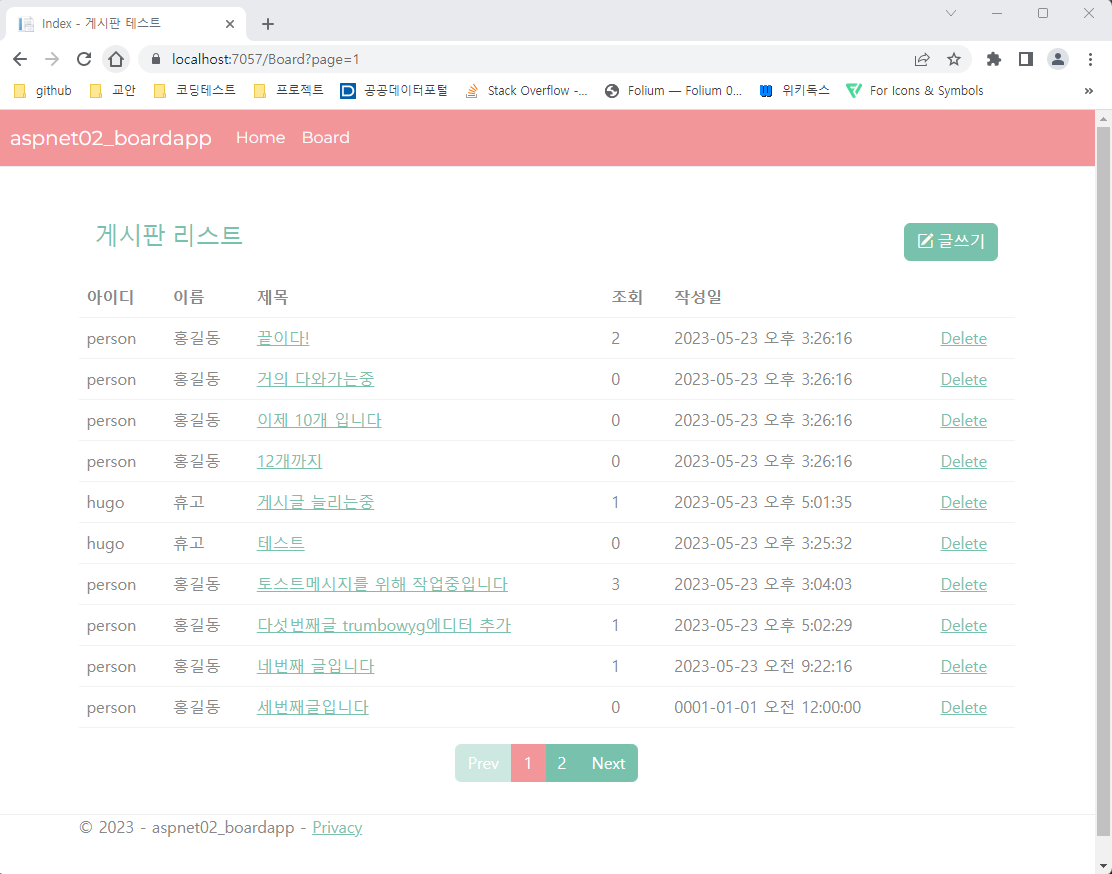 Index - 게시판 테스트
localhost:7057/Board?page=1
github 교안 코딩테스트 프로젝트 공공데이터포털 Stack Overflow -... Folium — Folium 0... 위키독스 For Icons & Symbols »
aspnet02_boardapp Home Board
게시판 리스트 글쓰기
아이디 이름 제목 조회 작성일
person 홍길동 끝이다! 2 2023-05-23 오후 3:26:16 Delete
person 홍길동 거의 다와가는중 0 2023-05-23 오후 3:26:16 Delete
person 홍길동 이제 10개 입니다 0 2023-05-23 오후 3:26:16 Delete
person 홍길동 12개까지 0 2023-05-23 오후 3:26:16 Delete
hugo 휴고 게시글 늘리는중 1 2023-05-23 오후 5:01:35 Delete
hugo 휴고 테스트 0 2023-05-23 오후 3:25:32 Delete
person 홍길동 토스트메시지를 위해 작업중입니다 3 2023-05-23 오후 3:04:03 Delete
person 홍길동 다섯번째글 trumbowyg에디터 추가 1 2023-05-23 오후 5:02:29 Delete
person 홍길동 네번째 글입니다 1 2023-05-23 오전 9:22:16 Delete
person 홍길동 세번째글입니다 0 0001-01-01 오전 12:00:00 Delete
Prev 1 2 Next
© 2023 - aspnet02_boardapp - Privacy